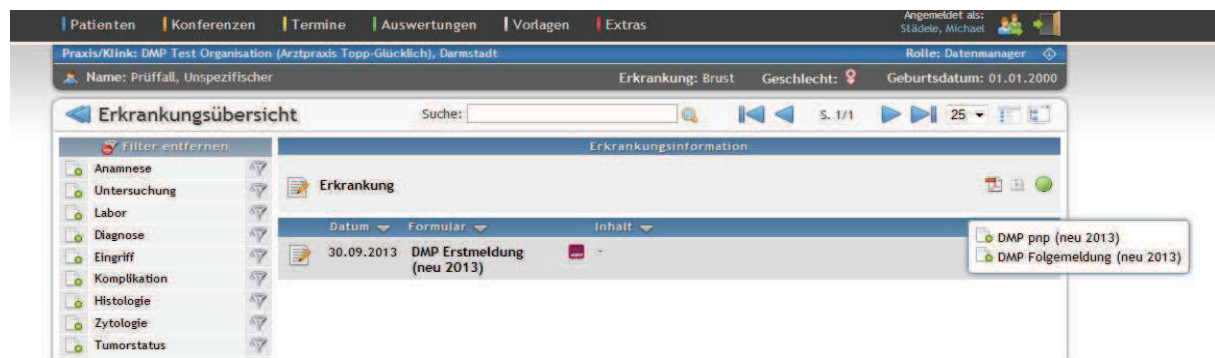 Patienten Konferenzen Termine Auswertungen Vorlagen Extras
Angemeldet als:
Städele, Michael
Praxis/Klink: DMP Test Organisation (Arztpraxis Topp-Glücklich), Darmstadt Rolle: Datenmanager
Name: Prüffall, Unspezifischer Erkrankung: Brust Geschlecht: Geburtsdatum: 01.01.2000
Erkrankungsübersicht Suche: S. 1/1 25
Filter entfernen
Erkrankungsinformation
Anamnese
Untersuchung
Labor
Diagnose
Eingriff
Komplikation
Histologie
Zytologie
Tumorstatus
Erkrankung
Datum Formular Inhalt
30.09.2013 DMP Erstmeldung -
(neu 2013)
DMP pnp (neu 2013)
DMP Folgemeldung (neu 2013)